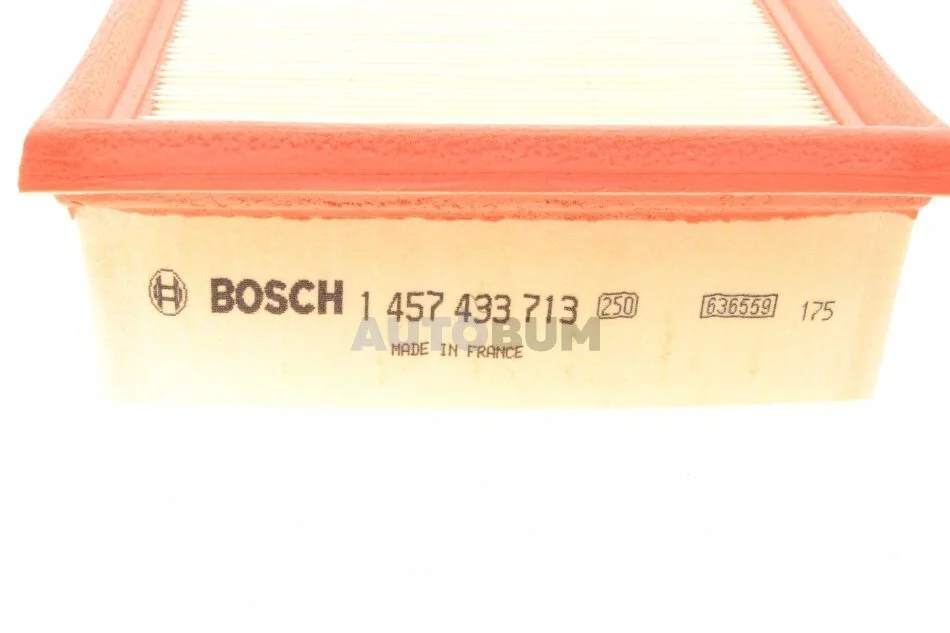 BOSCH 1 457 433 713 250 636559 175
AUTOBUM
MADE IN FRANCE